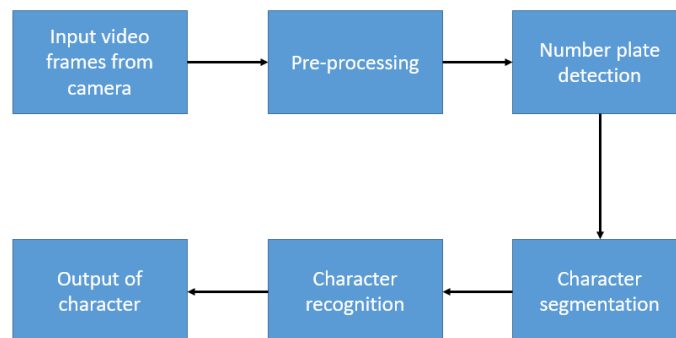 Input video
frames from
camera
Pre-processing
Number plate
detection
Character
segmentation
Character
recognition
Output of
character